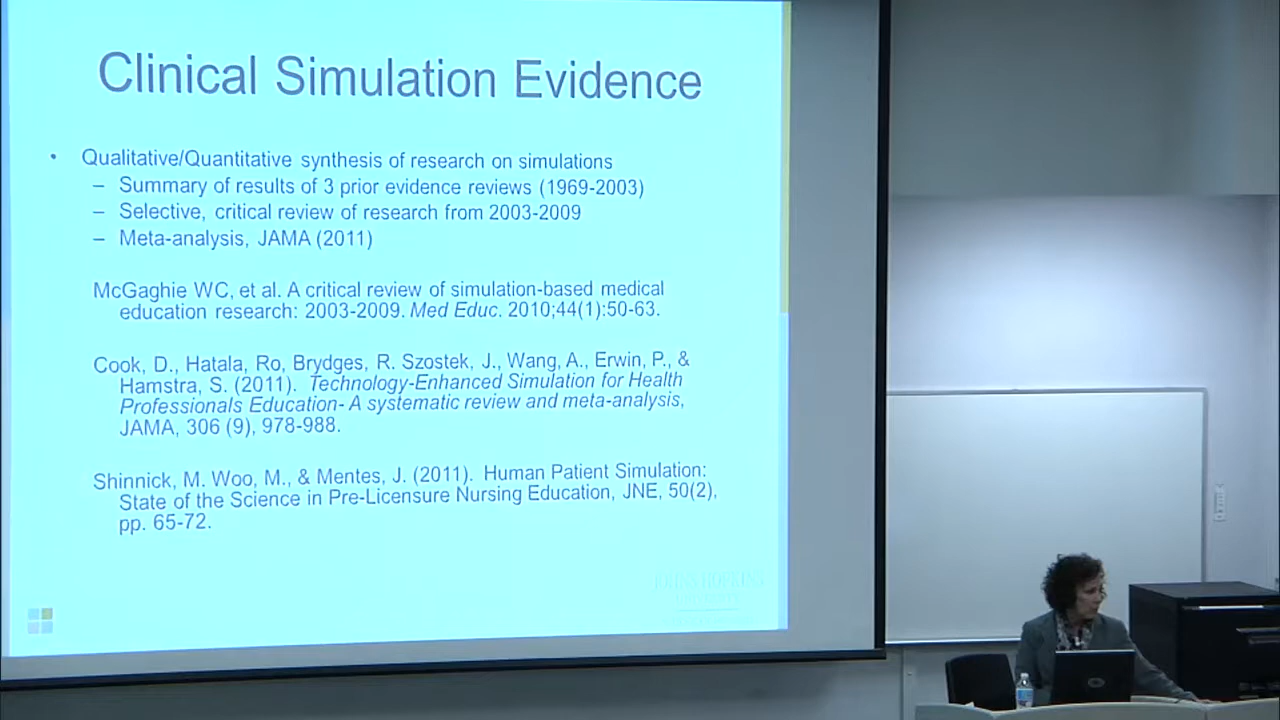 Clinical Simulation Evidence
• Qualitative/Quantitative synthesis of research on simulations
– Summary of results of 3 prior evidence reviews (1969-2003)
– Selective, critical review of research from 2003-2009
– Meta-analysis, JAMA (2011)
McGaghie WC, et al. A critical review of simulation-based medical
education research: 2003-2009. Med Educ. 2010;44(1):50-63.
Cook, D., Hatala, Ro, Brydges, R. Szostek, J., Wang, A., Erwin, P., &
Hamstra, S. (2011). Technology-Enhanced Simulation for Health
Professionals Education- A systematic review and meta-analysis,
JAMA, 306 (9), 978-988.
Shinnick, M. Woo, M., & Mentes, J. (2011). Human Patient Simulation:
State of the Science in Pre-Licensure Nursing Education, JNE, 50(2),
pp. 65-72.
JOHNS HOPKINS
UNIVERSITY